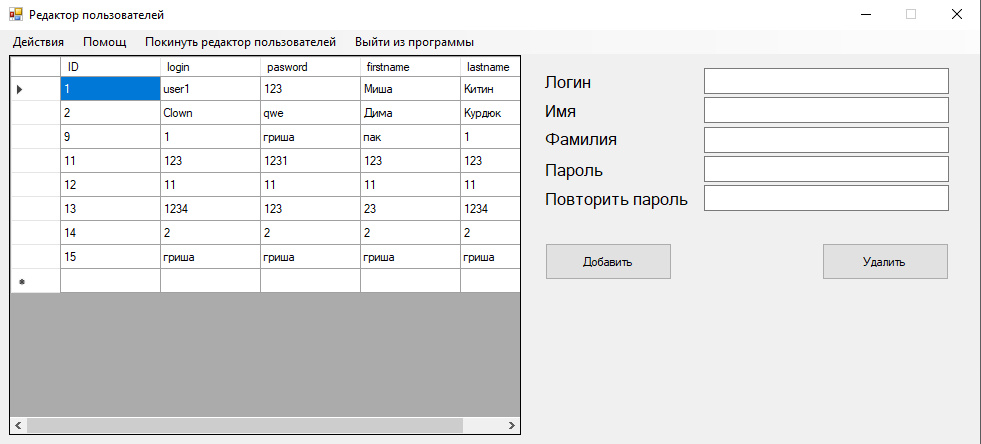 Редактор пользователей
Действия Помощ Покинуть редактор пользователей Выйти из программы
ID login pasword firstname lastname
1 user1 123 Миша Китин
2 Clown qwe Дима Курдюк
9 1 гриша пак 1
11 123 1231 123 123
12 11 11 11 11
13 1234 123 23 1234
14 2 2 2 2
15 гриша гриша гриша гриша
Логин
Имя
Фамилия
Пароль
Повторить пароль
Добавить Удалить